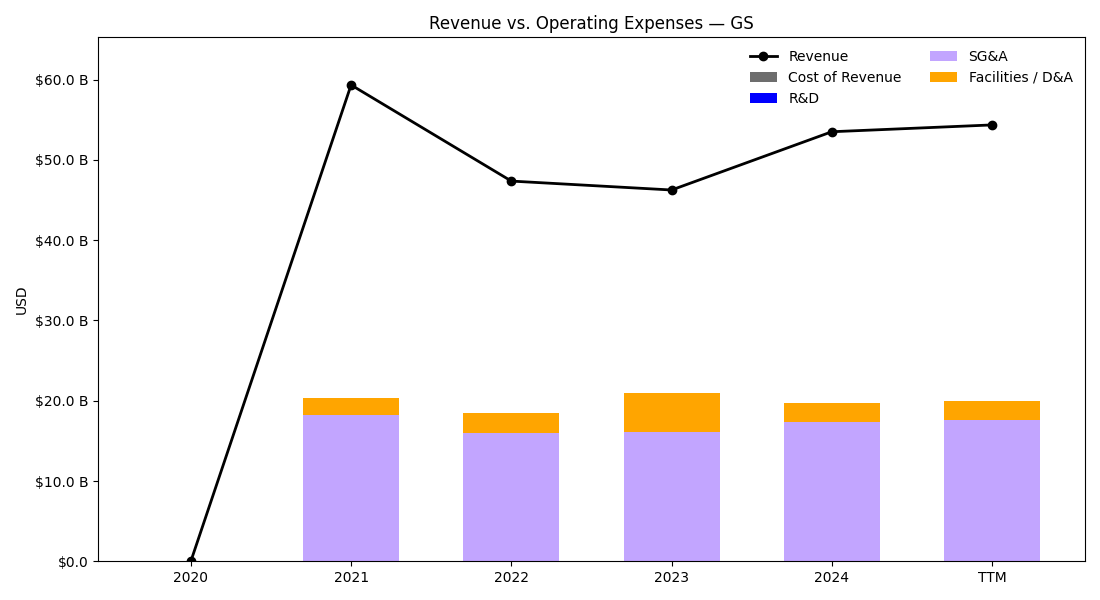 Revenue vs. Operating Expenses — GS
Revenue
Cost of Revenue
R&D
SG&A
Facilities / D&A
USD
$60.0 B
$50.0 B
$40.0 B
$30.0 B
$20.0 B
$10.0 B
$0.0
2020 2021 2022 2023 2024 TTM